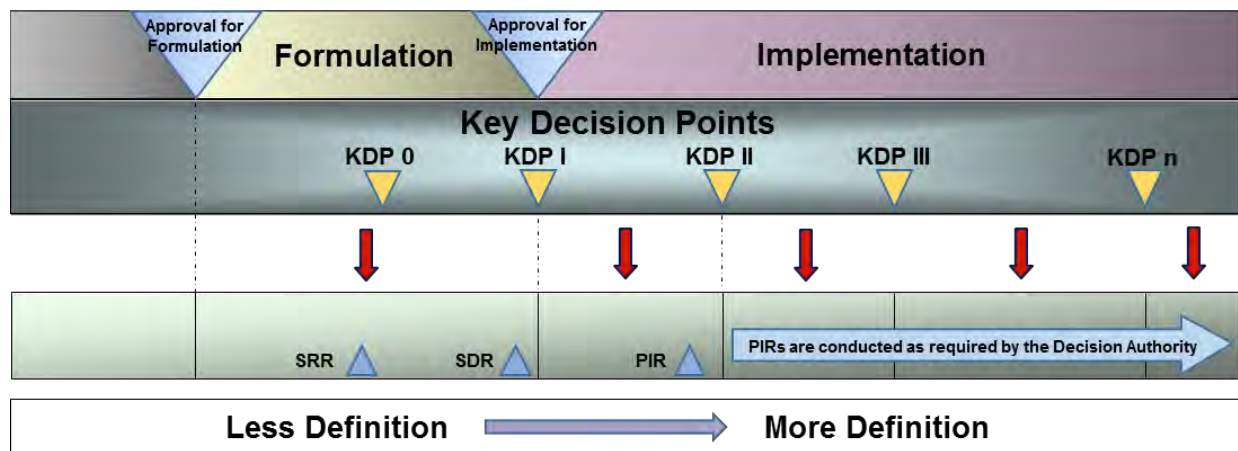 Approval for
Formulation
Formulation
Approval for
Implementation
Implementation
Key Decision Points
KDP 0
KDP I
KDP II
KDP III
KDP n
SRR
SDR
PIR
PIRs are conducted as required by the Decision Authority
Less Definition
More Definition